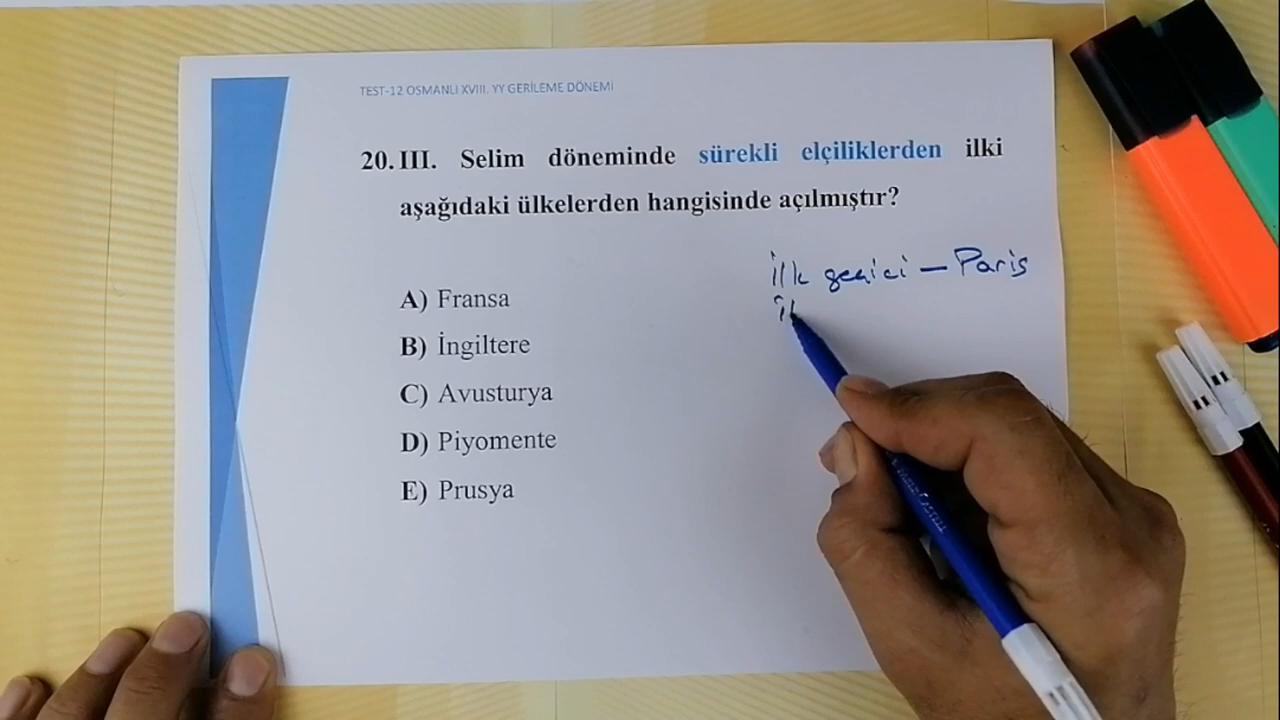 TEST-12 OSMANLI XVIII. YY GERİLEME DÖNEMİ
20. III. Selim döneminde sürekli elçiliklerden ilki
aşağıdaki ülkelerden hangisinde açılmıştır?
ilk geçici – Paris
il
A) Fransa
B) İngiltere
C) Avusturya
D) Piyomente
E) Prusya